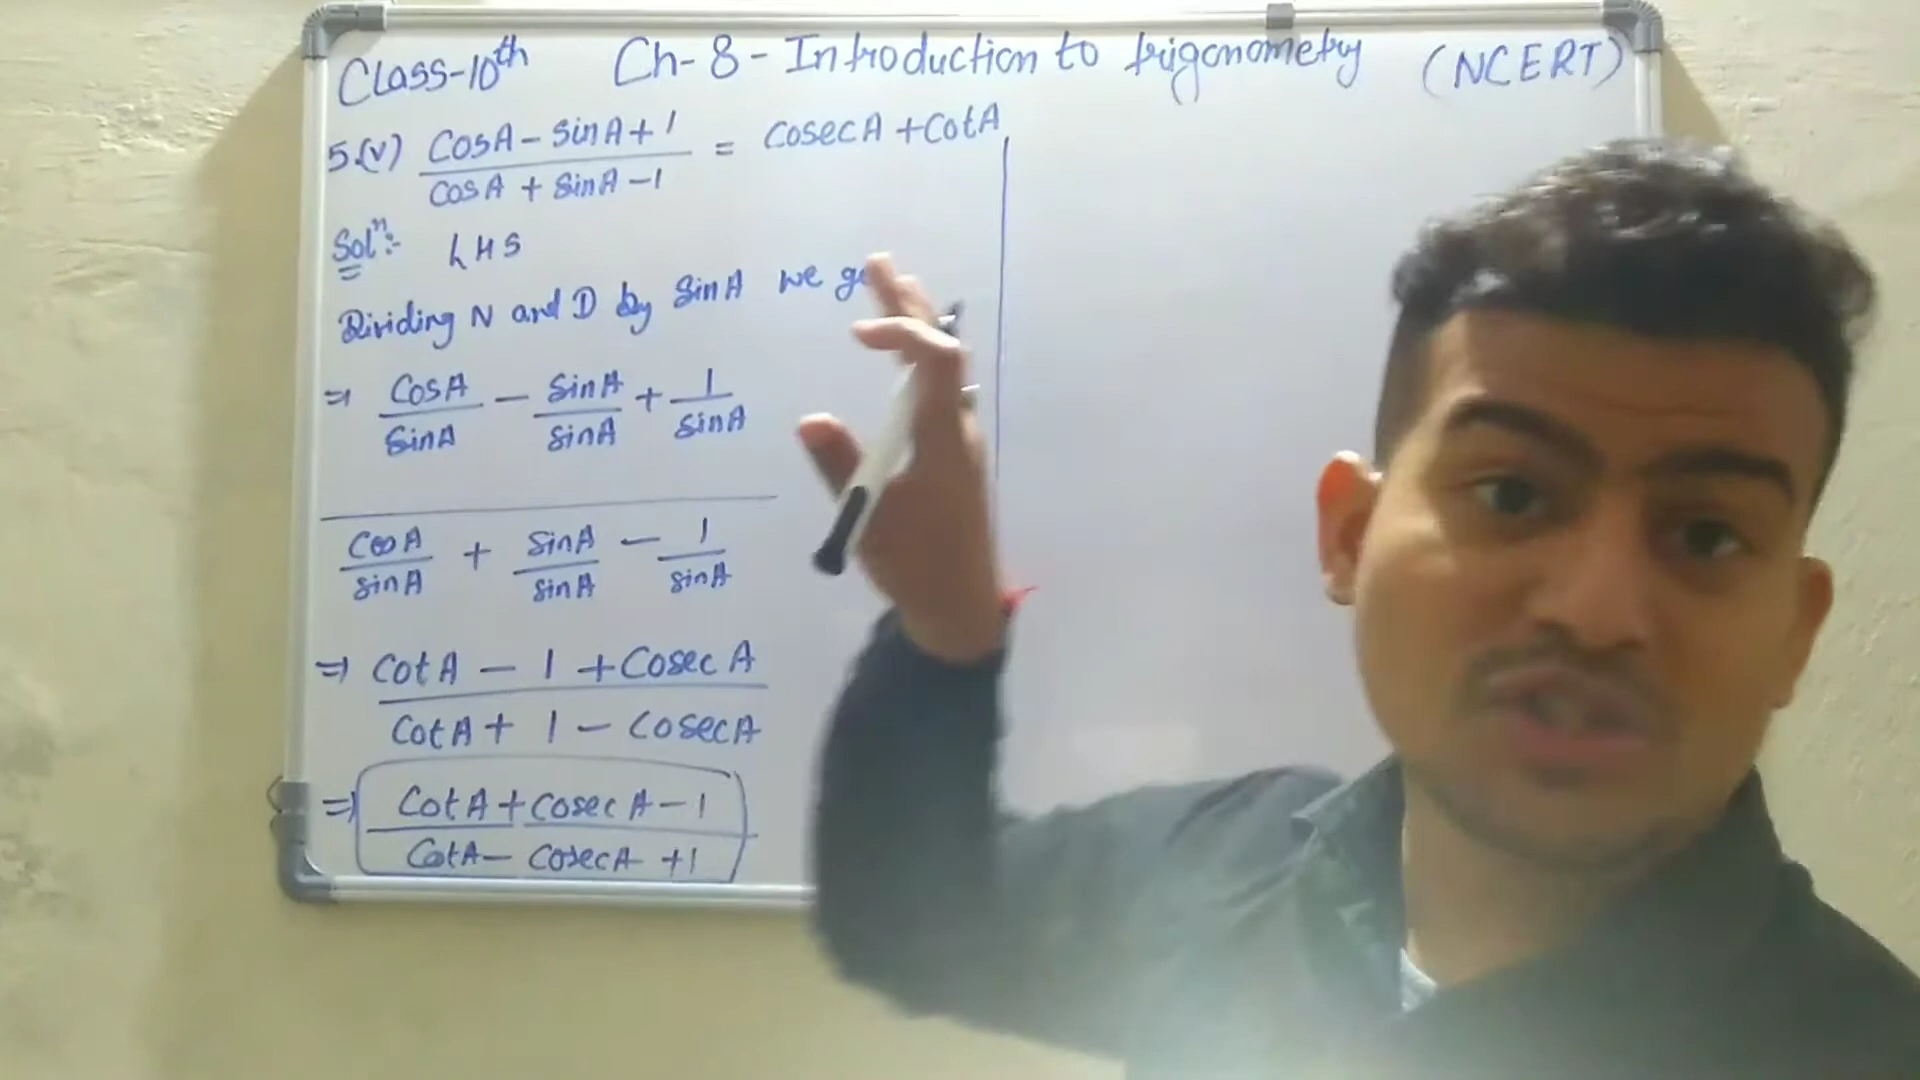 Class-10th Ch-8-Introduction to trigonometry (NCERT)
5.(v) CosA - SinA + 1 = CosecA + CotA
CosA + SinA - 1
Solⁿ:- LHS
Dividing N and D by SinA we
⇒ CosA/SinA - SinA/SinA + 1/SinA
CosA/SinA + SinA/SinA - 1/SinA
⇒ CotA - 1 + CosecA
CotA + 1 - CosecA
⇒ CotA + CosecA - 1
CotA - CosecA + 1